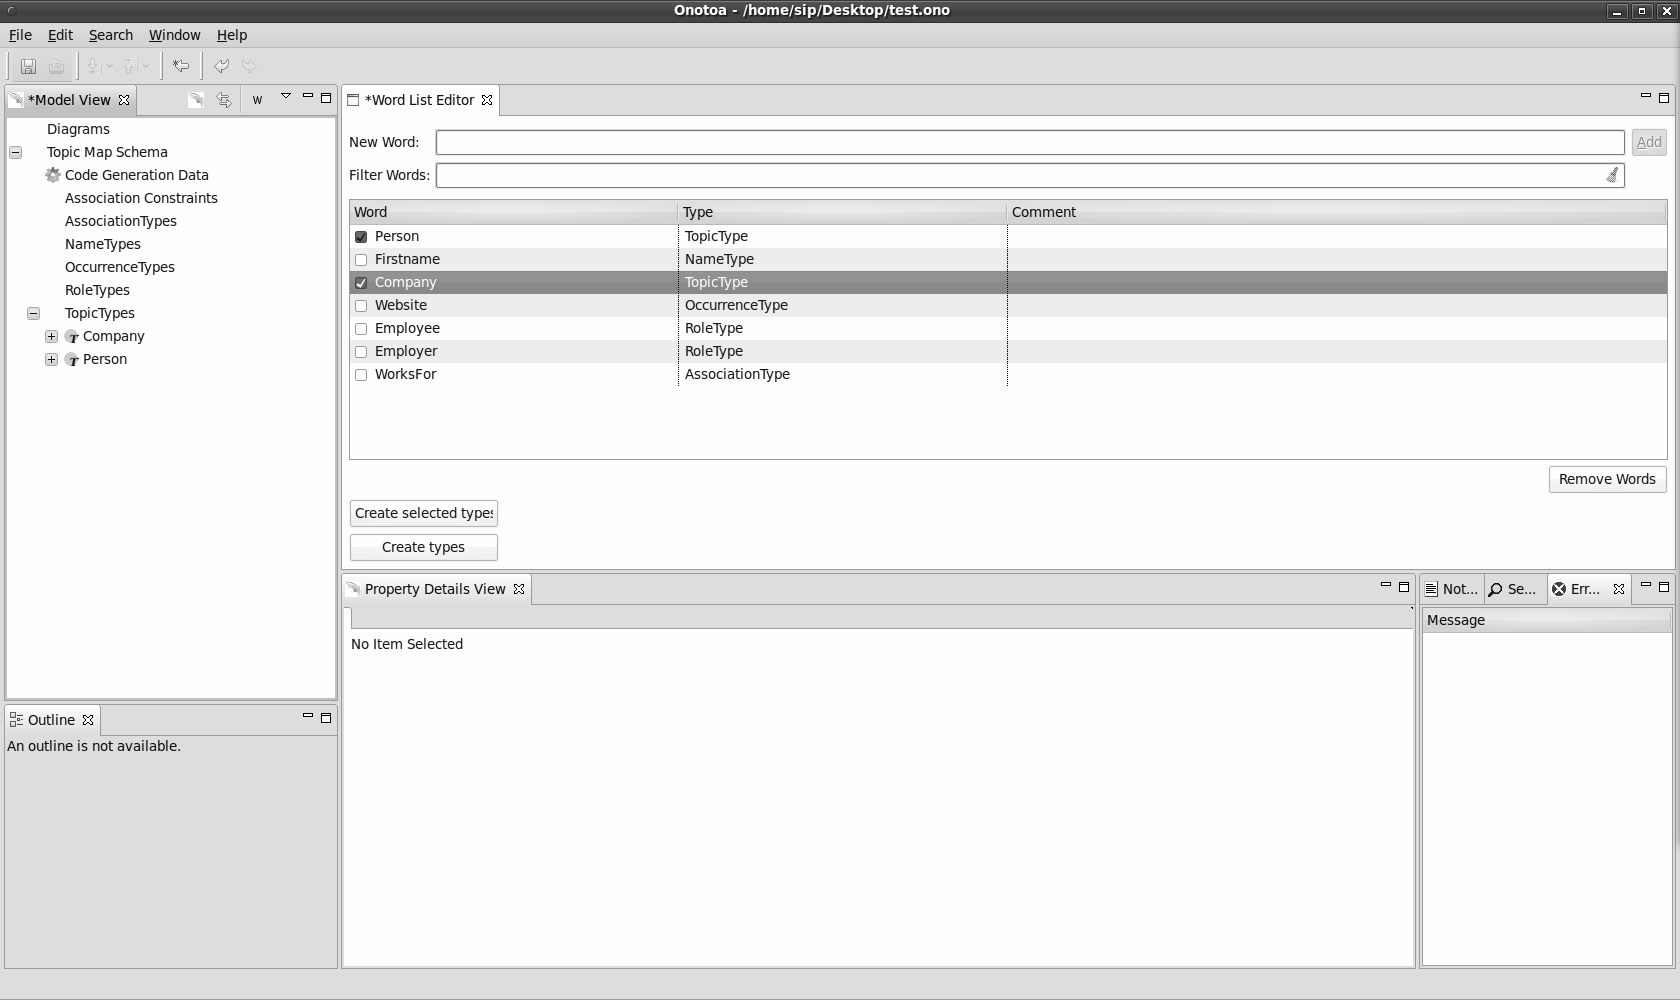 Onotoa - /home/sip/Desktop/test.ono
File Edit Search Window Help
*Model View
W
Diagrams
Topic Map Schema
Code Generation Data
Association Constraints
AssociationTypes
NameTypes
OccurrenceTypes
RoleTypes
TopicTypes
Company
Person
*Word List Editor
New Word: Add
Filter Words:
Word Type Comment
Person TopicType
Firstname NameType
Company TopicType
Website OccurrenceType
Employee RoleType
Employer RoleType
WorksFor AssociationType
Remove Words
Create selected types
Create types
Outline
An outline is not available.
Property Details View
No Item Selected
Not... Se... Err...
Message